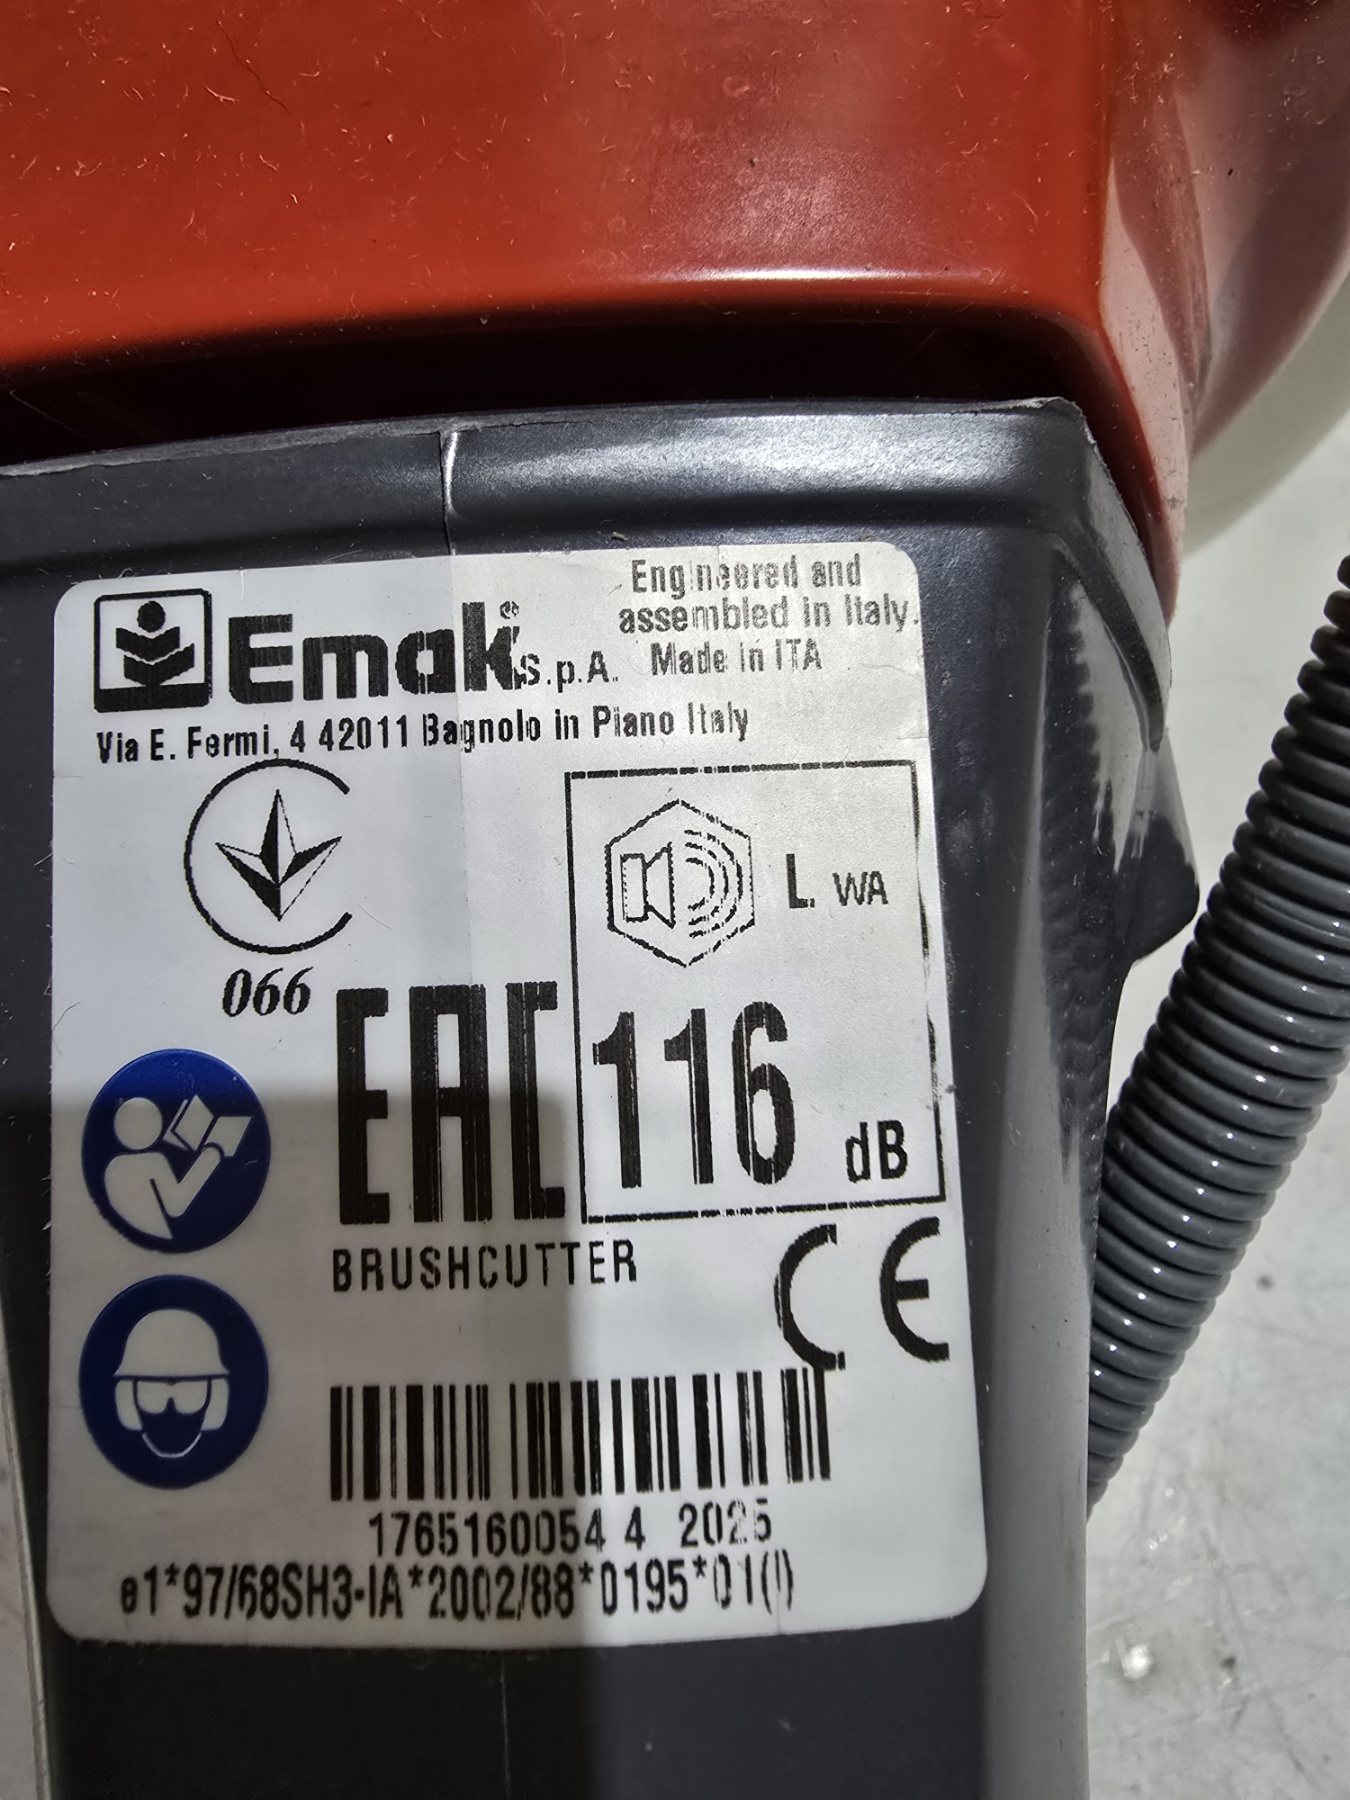 Emak® S.p.A.
Engineered and
assembled in Italy.
Made in ITA
Via E. Fermi, 4 42011 Bagnolo in Piano Italy
L WA
066
EAC
116
dB
BRUSHCUTTER
CE
1765160054 4 2025
e1*97/68SH3-IA*2002/88*0195*01(I)